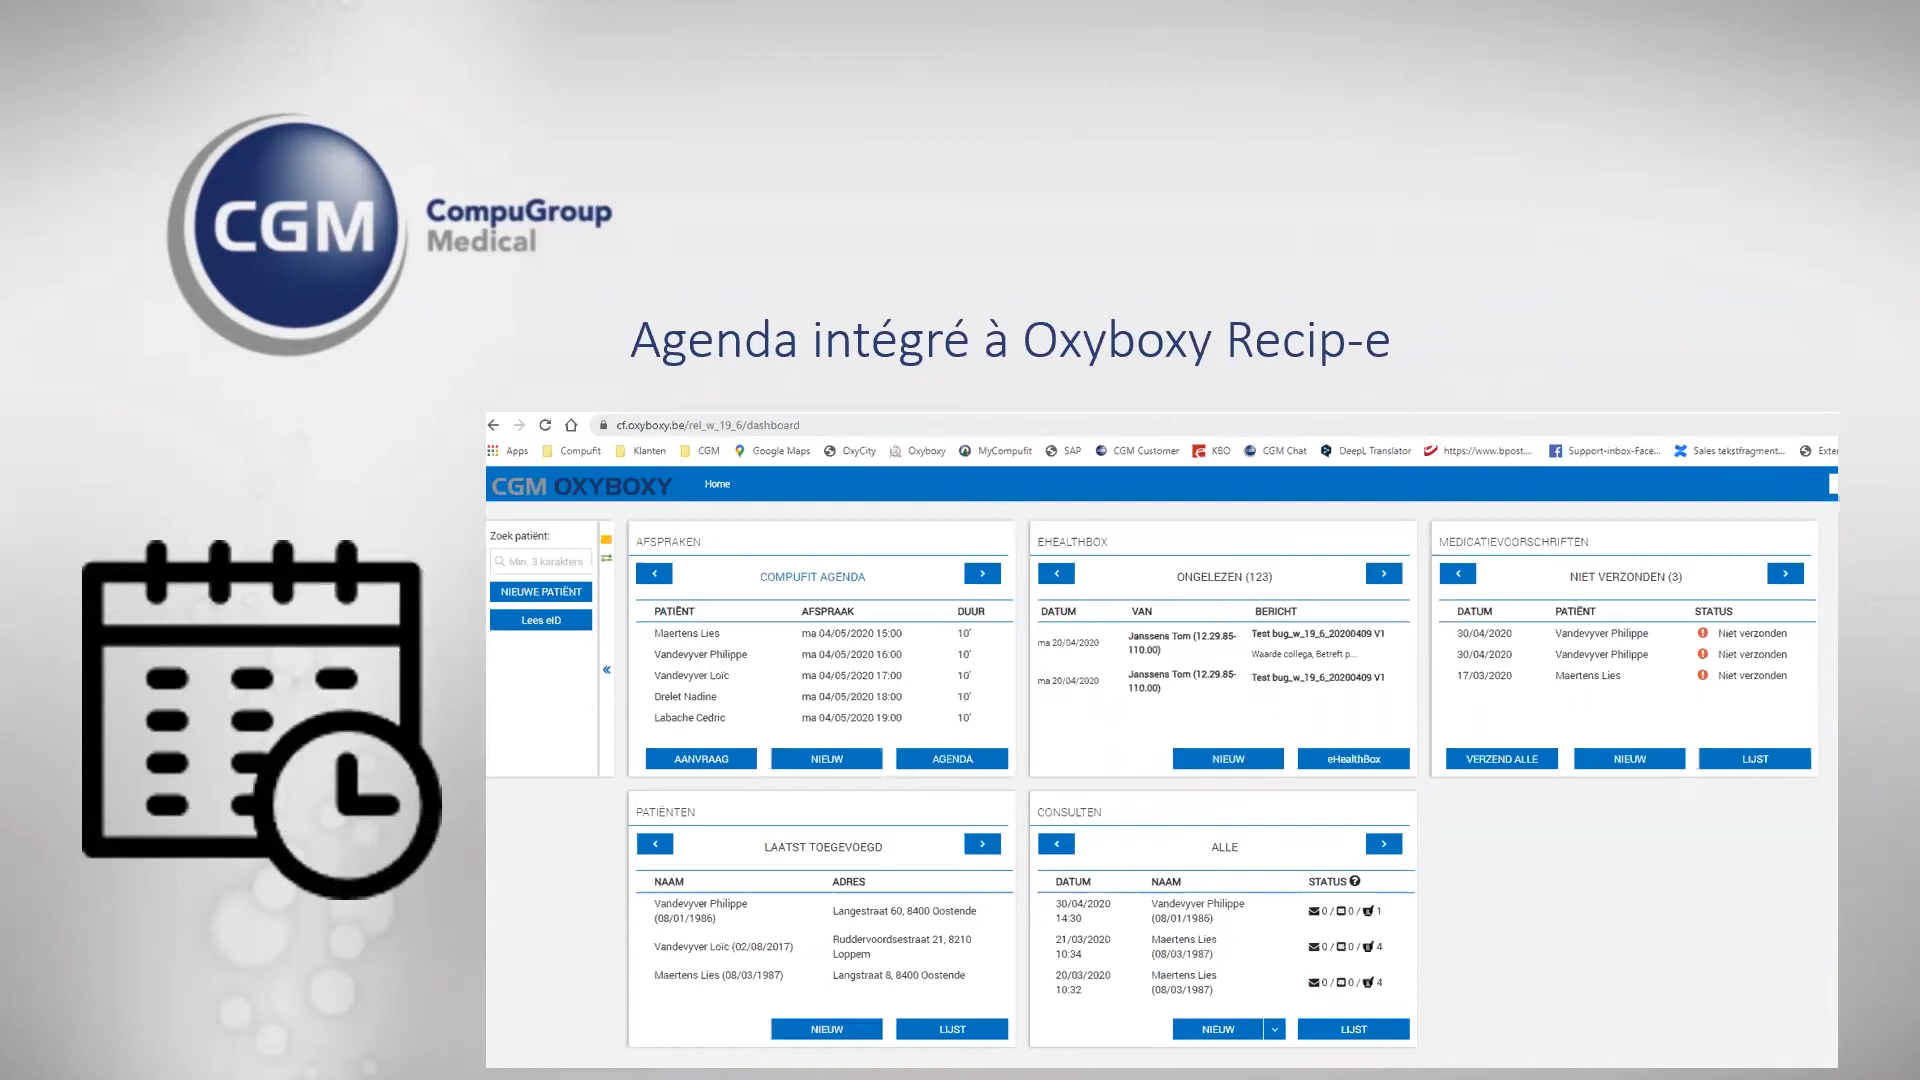 CGM
CompuGroup
Medical
Agenda intégré à Oxyboxy Recip-e
cf.oxyboxy.be/rel_w_19_6/dashboard
Apps Compufit Klanten CGM Google Maps OxyCity Oxyboxy MyCompufit SAP CGM Customer KBO CGM Chat DeepL Translator https://www.bpost.... Support-inbox-Face... Sales tekstfragment... Exte
CGM OXYBOXY Home
Zoek patiënt:
Min. 3 karakters
NIEUWE PATIËNT
Lees eID
AFSPRAKEN
COMPUFIT AGENDA
PATIËNT AFSPRAAK DUUR
Maertens Lies ma 04/05/2020 15:00 10'
Vandevyver Philippe ma 04/05/2020 16:00 10'
Vandevyver Loïc ma 04/05/2020 17:00 10'
Drelet Nadine ma 04/05/2020 18:00 10'
Labache Cedric ma 04/05/2020 19:00 10'
AANVRAAG NIEUW AGENDA
EHEALTHBOX
ONGELEZEN (123)
DATUM VAN BERICHT
ma 20/04/2020 Janssens Tom (12.29.85-110.00) Test bug_w_19_6_20200409 V1
Waarde collega, Betreft p...
ma 20/04/2020 Janssens Tom (12.29.85-110.00) Test bug_w_19_6_20200409 V1
NIEUW eHealthBox
MEDICATIEVOORSCHRIFTEN
NIET VERZONDEN (3)
DATUM PATIËNT STATUS
30/04/2020 Vandevyver Philippe Niet verzonden
30/04/2020 Vandevyver Philippe Niet verzonden
17/03/2020 Maertens Lies Niet verzonden
VERZEND ALLE NIEUW LIJST
PATIËNTEN
LAATST TOEGEVOEGD
NAAM ADRES
Vandevyver Philippe (08/01/1986) Langestraat 60, 8400 Oostende
Vandevyver Loïc (02/08/2017) Ruddervoordsestraat 21, 8210 Loppem
Maertens Lies (08/03/1987) Langstraat 8, 8400 Oostende
NIEUW LIJST
CONSULTEN
ALLE
DATUM NAAM STATUS
30/04/2020 14:30 Vandevyver Philippe (08/01/1986) 0 / 0 / 1
21/03/2020 10:34 Maertens Lies (08/03/1987) 0 / 0 / 4
20/03/2020 10:32 Maertens Lies (08/03/1987) 0 / 0 / 4
NIEUW LIJST